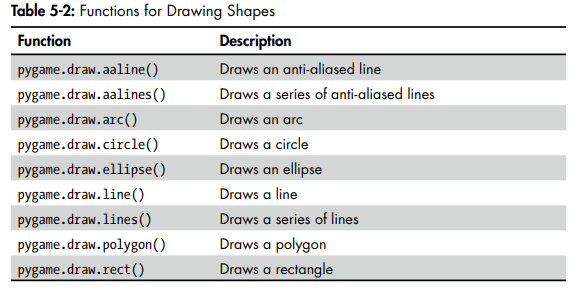 Table 5-2: Functions for Drawing Shapes
Function Description
pygame.draw.aaline() Draws an anti-aliased line
pygame.draw.aalines() Draws a series of anti-aliased lines
pygame.draw.arc() Draws an arc
pygame.draw.circle() Draws a circle
pygame.draw.ellipse() Draws an ellipse
pygame.draw.line() Draws a line
pygame.draw.lines() Draws a series of lines
pygame.draw.polygon() Draws a polygon
pygame.draw.rect() Draws a rectangle